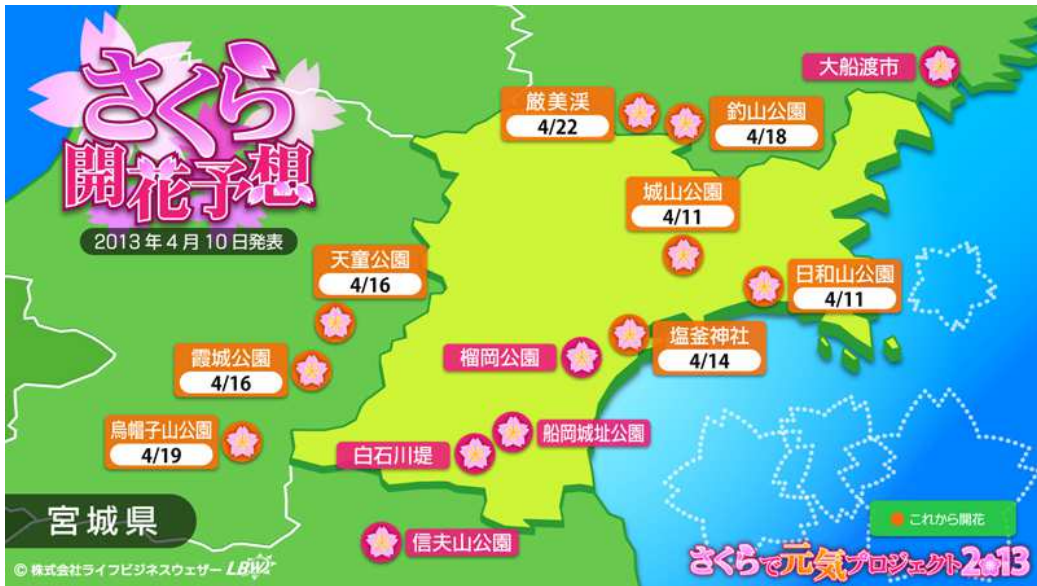 さくら
開花予想
2013年4月10日発表
大船渡市
厳美渓
4/22
釣山公園
4/18
城山公園
4/11
天童公園
4/16
日和山公園
4/11
塩釜神社
4/14
榴岡公園
霞城公園
4/16
烏帽子山公園
4/19
船岡城址公園
白石川堤
宮城県
これから開花
信夫山公園
さくらで元気プロジェクト2013
© 株式会社ライフビジネスウェザー LBW